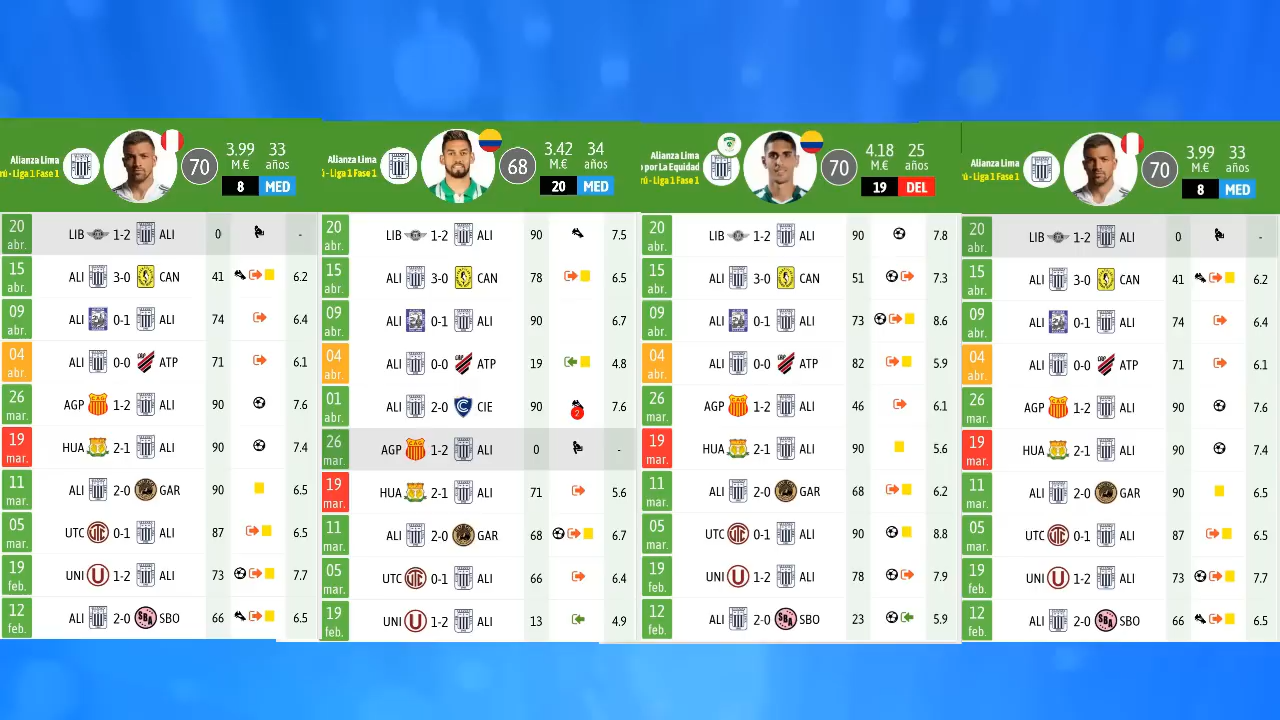 Alianza Lima
rú - Liga 1 Fase 1
70
3.99 M.€
33 años
8 MED
20 abr. LIB 1-2 ALI 0 -
15 abr. ALI 3-0 CAN 41 6.2
09 abr. ALI 0-1 ALI 74 6.4
04 abr. ALI 0-0 ATP 71 6.1
26 mar. AGP 1-2 ALI 90 7.6
19 mar. HUA 2-1 ALI 90 7.4
11 mar. ALI 2-0 GAR 90 6.5
05 mar. UTC 0-1 ALI 87 6.5
19 feb. UNI 1-2 ALI 73 7.7
12 feb. ALI 2-0 SBO 66 6.5
Alianza Lima
ú - Liga 1 Fase 1
68
3.42 M.€
34 años
20 MED
20 abr. LIB 1-2 ALI 90 7.5
15 abr. ALI 3-0 CAN 78 6.5
09 abr. ALI 0-1 ALI 90 6.7
04 abr. ALI 0-0 ATP 19 4.8
01 abr. ALI 2-0 CIE 90 2 7.6
26 mar. AGP 1-2 ALI 0 -
19 mar. HUA 2-1 ALI 71 5.6
11 mar. ALI 2-0 GAR 68 6.7
05 mar. UTC 0-1 ALI 66 6.4
19 feb. UNI 1-2 ALI 13 4.9
Alianza Lima
o por La Equidad
rú - Liga 1 Fase 1
70
4.18 M.€
25 años
19 DEL
20 abr. LIB 1-2 ALI 90 7.8
15 abr. ALI 3-0 CAN 51 7.3
09 abr. ALI 0-1 ALI 73 8.6
04 abr. ALI 0-0 ATP 82 5.9
26 mar. AGP 1-2 ALI 46 6.1
19 mar. HUA 2-1 ALI 90 5.6
11 mar. ALI 2-0 GAR 68 6.2
05 mar. UTC 0-1 ALI 90 8.8
19 feb. UNI 1-2 ALI 78 7.9
12 feb. ALI 2-0 SBO 23 5.9
Alianza Lima
rú - Liga 1 Fase 1
70
3.99 M.€
33 años
8 MED
20 abr. LIB 1-2 ALI 0 -
15 abr. ALI 3-0 CAN 41 6.2
09 abr. ALI 0-1 ALI 74 6.4
04 abr. ALI 0-0 ATP 71 6.1
26 mar. AGP 1-2 ALI 90 7.6
19 mar. HUA 2-1 ALI 90 7.4
11 mar. ALI 2-0 GAR 90 6.5
05 mar. UTC 0-1 ALI 87 6.5
19 feb. UNI 1-2 ALI 73 7.7
12 feb. ALI 2-0 SBO 66 6.5